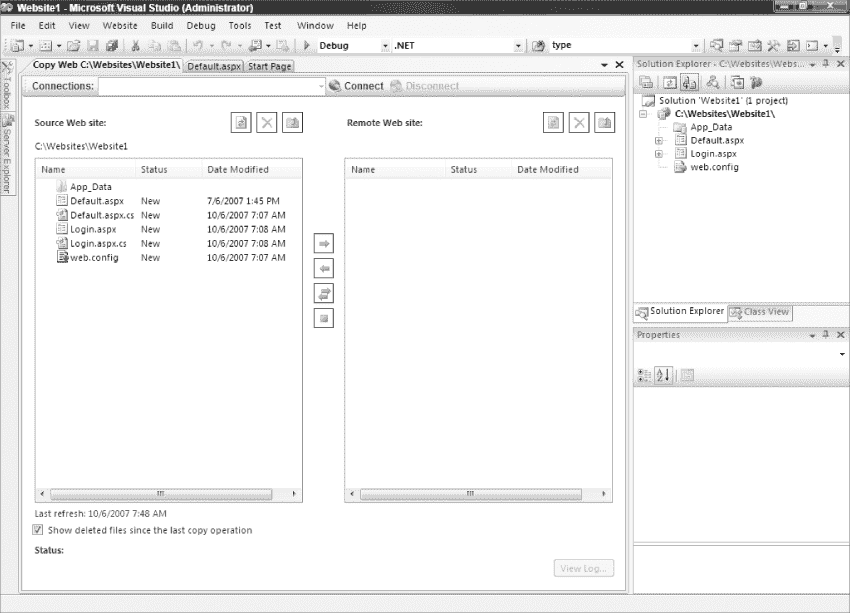 Website1 - Microsoft Visual Studio (Administrator)
File Edit View Website Build Debug Tools Test Window Help
Debug .NET type
Copy Web C:\Websites\Website1\ Default.aspx Start Page
Connections: Connect Disconnect
Toolbox
Server Explorer
Source Web site:
C:\Websites\Website1
Name Status Date Modified
App_Data
Default.aspx New 7/6/2007 1:45 PM
Default.aspx.cs New 10/6/2007 7:07 AM
Login.aspx New 10/6/2007 7:08 AM
Login.aspx.cs New 10/6/2007 7:08 AM
web.config New 10/6/2007 7:07 AM
Remote Web site:
Name Status Date Modified
Last refresh: 10/6/2007 7:48 AM
Show deleted files since the last copy operation
Status:
View Log...
Solution Explorer - C:\Websites\Webs...
Solution 'Website1' (1 project)
C:\Websites\Website1\
App_Data
Default.aspx
Login.aspx
web.config
Solution Explorer Class View
Properties